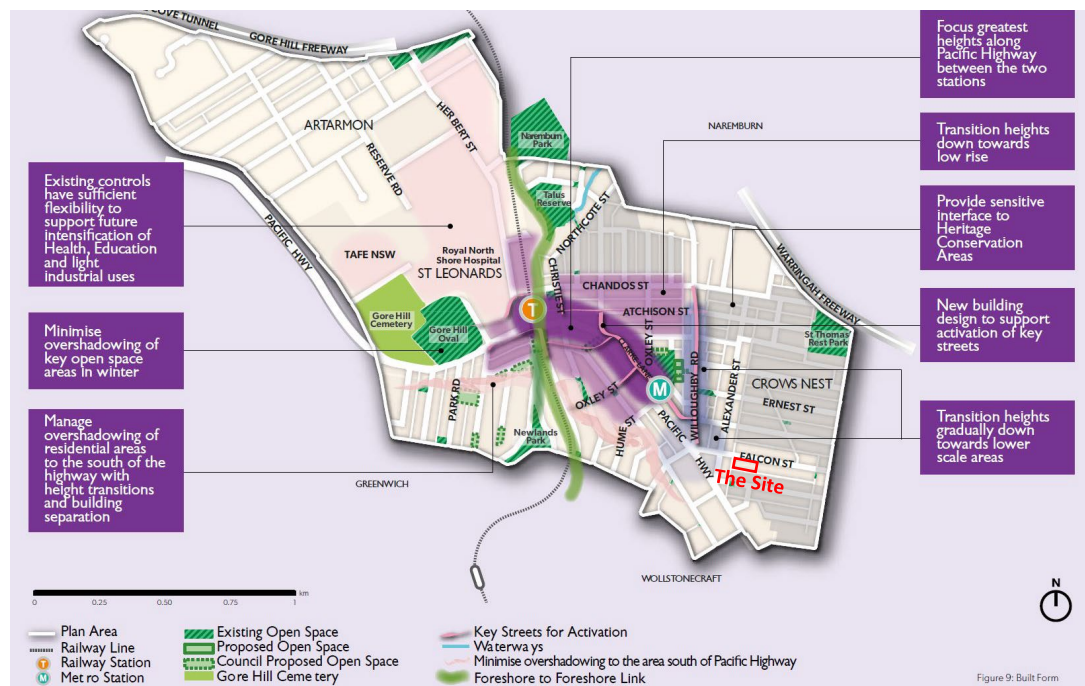 COVE TUNNEL
GORE HILL FREEWAY
Focus greatest
heights along
Pacific Highway
between the two
stations
ARTARMON
HERBERT ST
RESERVE RD
Naremburn
Park
NAREMBURN
Transition heights
down towards
low rise
Existing controls
have sufficient
flexibility to
support future
intensification of
Health, Education
and light
industrial uses
PACIFIC HWY
TAFE NSW
Royal North
Shore Hospital
ST LEONARDS
Talus
Reserve
NORTHCOTE ST
CHRISTIE ST
Provide sensitive
interface to
Heritage
Conservation
Areas
WARRINGAH FREEWAY
CHANDOS ST
ATCHISON ST
T
Gore Hill
Cemetery
Gore Hill
Oval
New building
design to support
activation of key
streets
St Thomas
Rest Park
Minimise
overshadowing of
key open space
areas in winter
OXLEY ST
CLARKE LANE
WILLOUGHBY RD
ALEXANDER ST
CROWS NEST
ERNEST ST
M
PARK RD
OXLEY ST
HUME ST
PACIFIC
HWY
Newlands
Park
FALCON ST
The Site
Transition heights
gradually down
towards lower
scale areas
Manage
overshadowing of
residential areas
to the south of the
highway with
height transitions
and building
separation
GREENWICH
WOLLSTONECRAFT
0 0.25 0.50 0.75 1 km
N
Plan Area
Railway Line
T Railway Station
M Metro Station
Existing Open Space
Proposed Open Space
Council Proposed Open Space
Gore Hill Cemetery
Key Streets for Activation
Waterways
Minimise overshadowing to the area south of Pacific Highway
Foreshore to Foreshore Link
Figure 9: Built Form